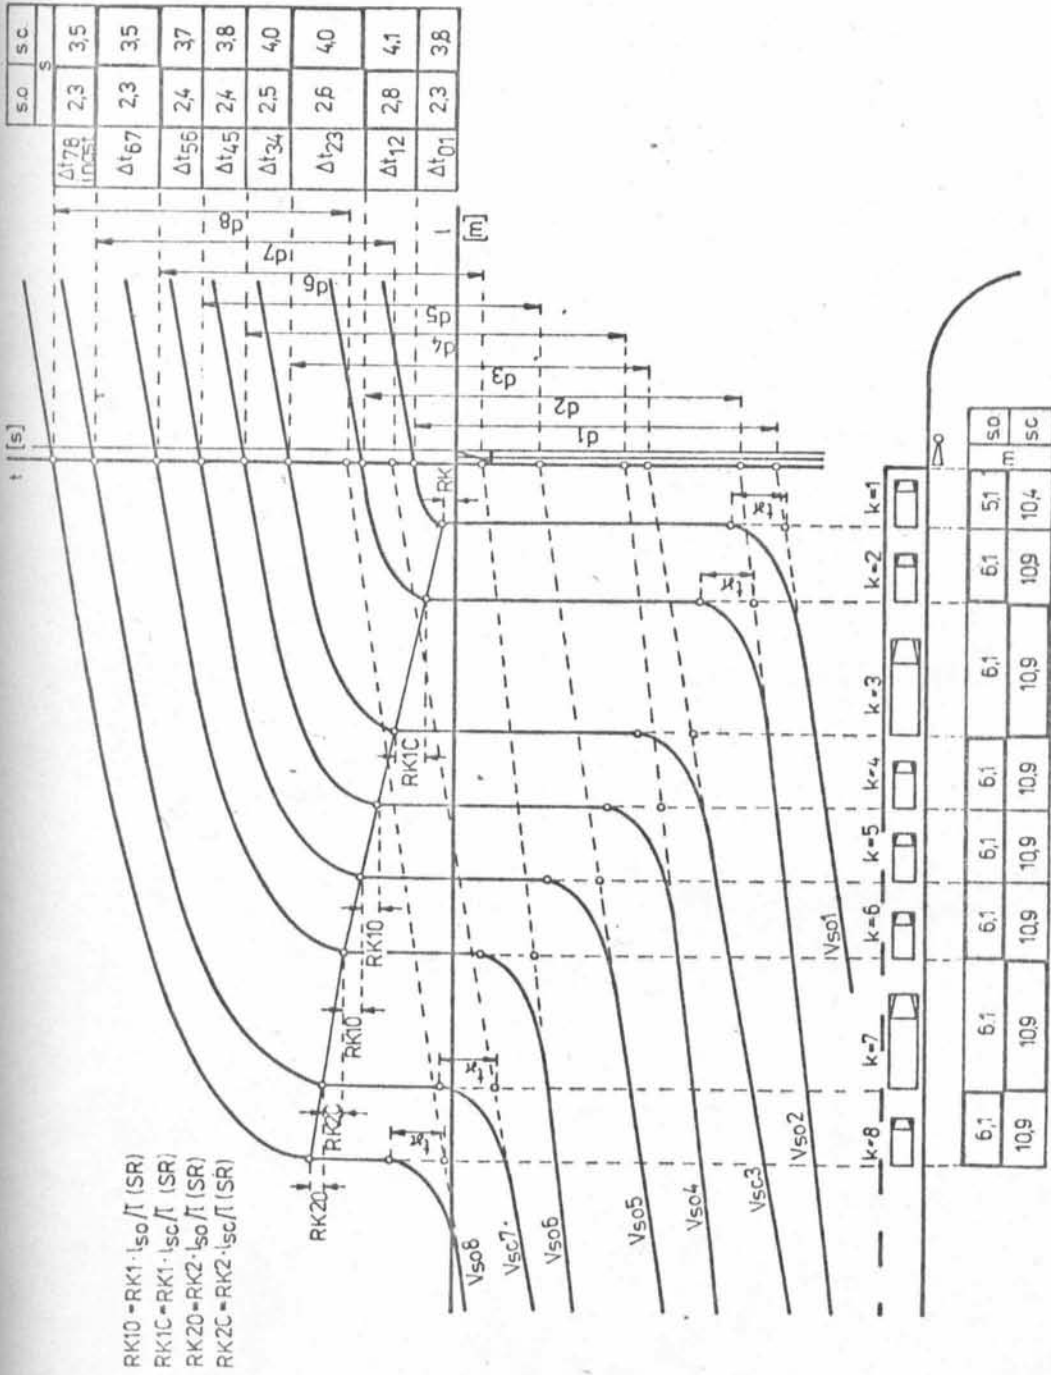 s.o s.c.
s
Δt78 2,3 3,5
i nast
Δt67 2,3 3,5
Δt56 2,4 3,7
Δt45 2,4 3,8
Δt34 2,5 4,0
Δt23 2,6 4,0
Δt12 2,8 4,1
Δt01 2,3 3,8
t [s]
l
[m]
d8
d7
d6
d5
d4
d3
d2
d1
RK10 = RK1·lso/l̅ (SR)
RK1C = RK1·lsc/l̅ (SR)
RK20 = RK2·lso/l̅ (SR)
RK2C = RK2·lsc/l̅ (SR)
RK20
RK2C
RK10
RK10
RK1C
RK
Vso8
Vsc7
Vso6
Vso5
Vso4
Vsc3
Vso2
Vso1
k=8 k=7 k=6 k=5 k=4 k=3 k=2 k=1
6,1 6,1 6,1 6,1 6,1 6,1 6,1 5,1 m s.o.
10,9 10,9 10,9 10,9 10,9 10,9 10,9 10,4 sc